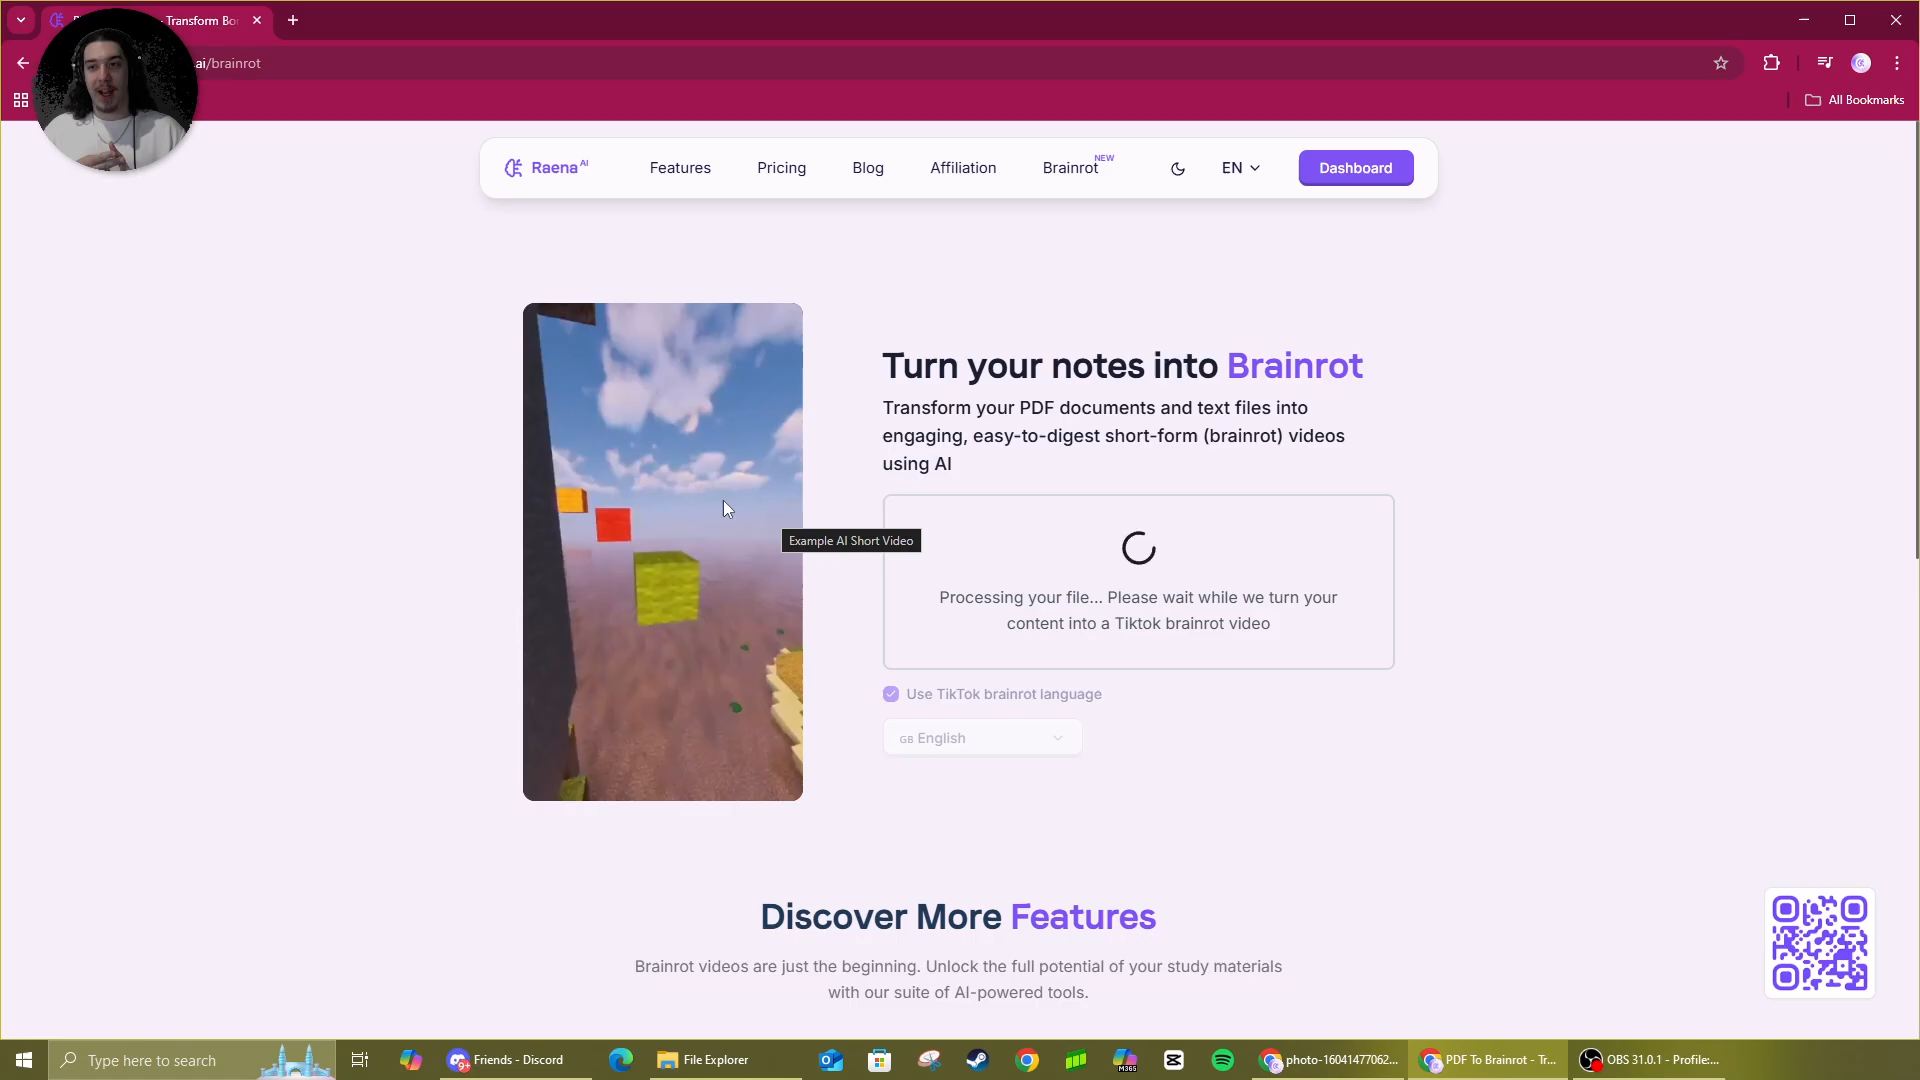 Transform Bo
ai/brainrot
All Bookmarks
Raena AI
Features
Pricing
Blog
Affiliation
Brainrot NEW
EN
Dashboard
Turn your notes into Brainrot
Transform your PDF documents and text files into
engaging, easy-to-digest short-form (brainrot) videos
using AI
Example AI Short Video
Processing your file... Please wait while we turn your
content into a Tiktok brainrot video
Use TikTok brainrot language
GB English
Discover More Features
Brainrot videos are just the beginning. Unlock the full potential of your study materials
with our suite of AI-powered tools.
Type here to search
9+
Friends - Discord
File Explorer
M365
photo-16041477062...
PDF To Brainrot - Tr...
OBS 31.0.1 - Profile:...